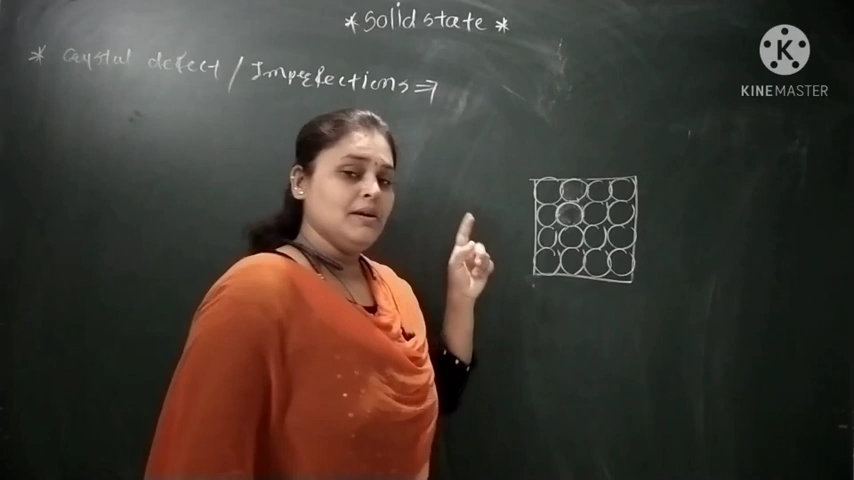 * Solid state *
* Crystal defect / Imperfections ⇒
K
KINEMASTER